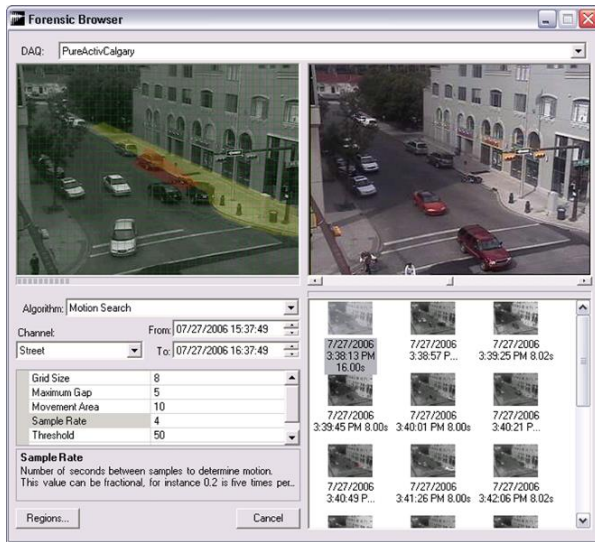 Forensic Browser
DAQ: PureActivCalgary
Algorithm: Motion Search
Channel:
Street
From: 07/27/2006 15:37:49
To: 07/27/2006 16:37:49
Grid Size 8
Maximum Gap 5
Movement Area 10
Sample Rate 4
Threshold 50
Sample Rate
Number of seconds between samples to determine motion.
This value can be fractional, for instance 0.2 is five times per..
Regions...
Cancel
7/27/2006
3:38:13 PM
16.00s
7/27/2006
3:38:57 P...
7/27/2006
3:39:25 PM 8.02s
7/27/2006
3:39:45 PM 8.00s
7/27/2006
3:40:01 PM 8.00s
7/27/2006
3:40:21 P...
7/27/2006
3:40:49 P...
7/27/2006
3:41:26 PM 8.00s
7/27/2006
3:42:06 PM 8.02s